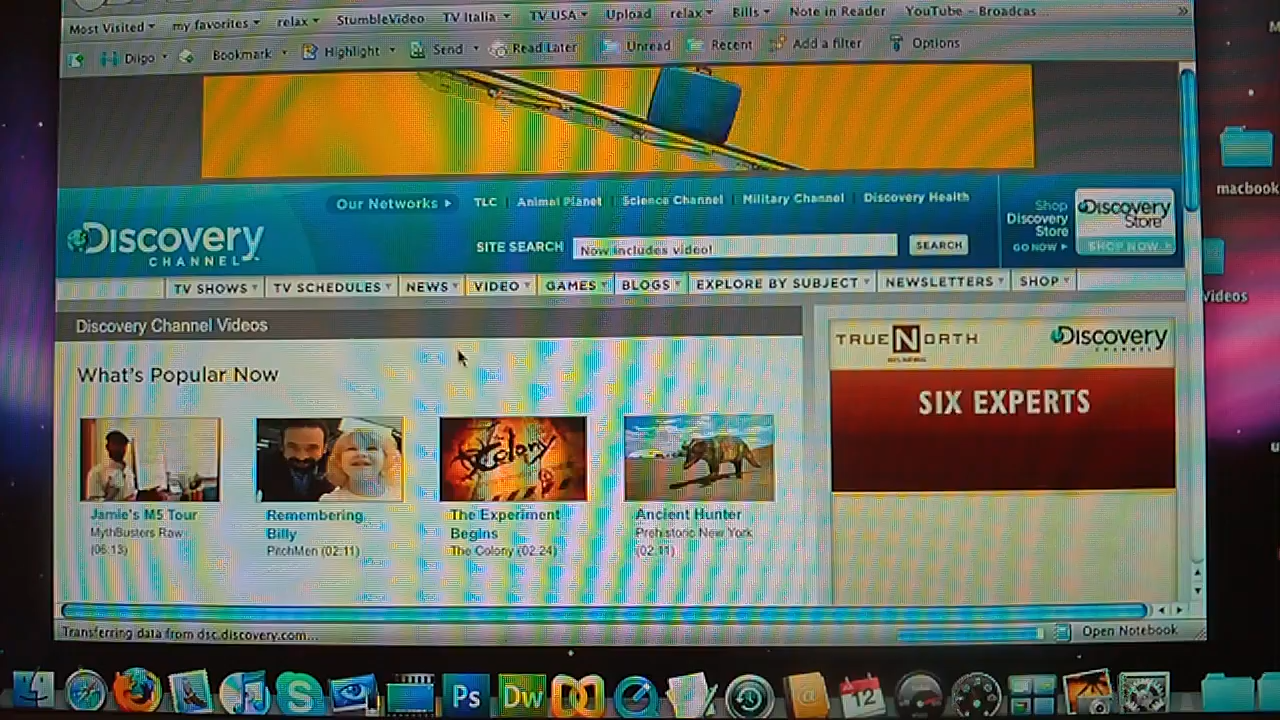 Most Visited my favorites relax StumbleVideo TV Italia TV USA Upload relax Bills Note in Reader YouTube - Broadcas... »
Diigo Bookmark Highlight Send Read Later Unread Recent Add a filter Options
Our Networks TLC Animal Planet Science Channel Military Channel Discovery Health
Shop
Discovery
Store
GO NOW
Discovery
Store
SHOP NOW
Discovery
CHANNEL
SITE SEARCH Now includes video! SEARCH
TV SHOWS TV SCHEDULES NEWS VIDEO GAMES BLOGS EXPLORE BY SUBJECT NEWSLETTERS SHOP
Discovery Channel Videos
What's Popular Now
Jamie's M5 Tour
MythBusters Raw
(06:13)
Remembering
Billy
PitchMen (02:11)
Colony
The Experiment
Begins
The Colony (02:24)
Ancient Hunter
Prehistoric New York
(02:11)
TRUE NORTH
Discovery
CHANNEL
SIX EXPERTS
Transferring data from dsc.discovery.com...
Open Notebook
macbook
Videos
S
Ps
Dw
@
12